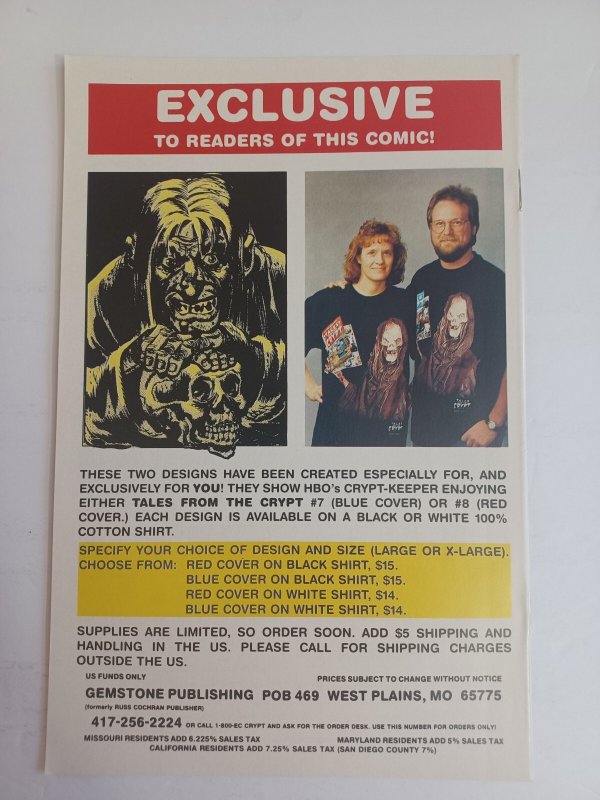 EXCLUSIVE
TO READERS OF THIS COMIC!
THESE TWO DESIGNS HAVE BEEN CREATED ESPECIALLY FOR, AND
EXCLUSIVELY FOR YOU! THEY SHOW HBO's CRYPT-KEEPER ENJOYING
EITHER TALES FROM THE CRYPT #7 (BLUE COVER) OR #8 (RED
COVER.) EACH DESIGN IS AVAILABLE ON A BLACK OR WHITE 100%
COTTON SHIRT.
SPECIFY YOUR CHOICE OF DESIGN AND SIZE (LARGE OR X-LARGE).
CHOOSE FROM: RED COVER ON BLACK SHIRT, $15.
BLUE COVER ON BLACK SHIRT, $15.
RED COVER ON WHITE SHIRT, $14.
BLUE COVER ON WHITE SHIRT, $14.
SUPPLIES ARE LIMITED, SO ORDER SOON. ADD $5 SHIPPING AND
HANDLING IN THE US. PLEASE CALL FOR SHIPPING CHARGES
OUTSIDE THE US.
US FUNDS ONLY PRICES SUBJECT TO CHANGE WITHOUT NOTICE
GEMSTONE PUBLISHING POB 469 WEST PLAINS, MO 65775
(formerly RUSS COCHRAN PUBLISHER)
417-256-2224 OR CALL 1-800-EC CRYPT AND ASK FOR THE ORDER DESK. USE THIS NUMBER FOR ORDERS ONLY!
MISSOURI RESIDENTS ADD 6.225% SALES TAX MARYLAND RESIDENTS ADD 5% SALES TAX
CALIFORNIA RESIDENTS ADD 7.25% SALES TAX (SAN DIEGO COUNTY 7%)